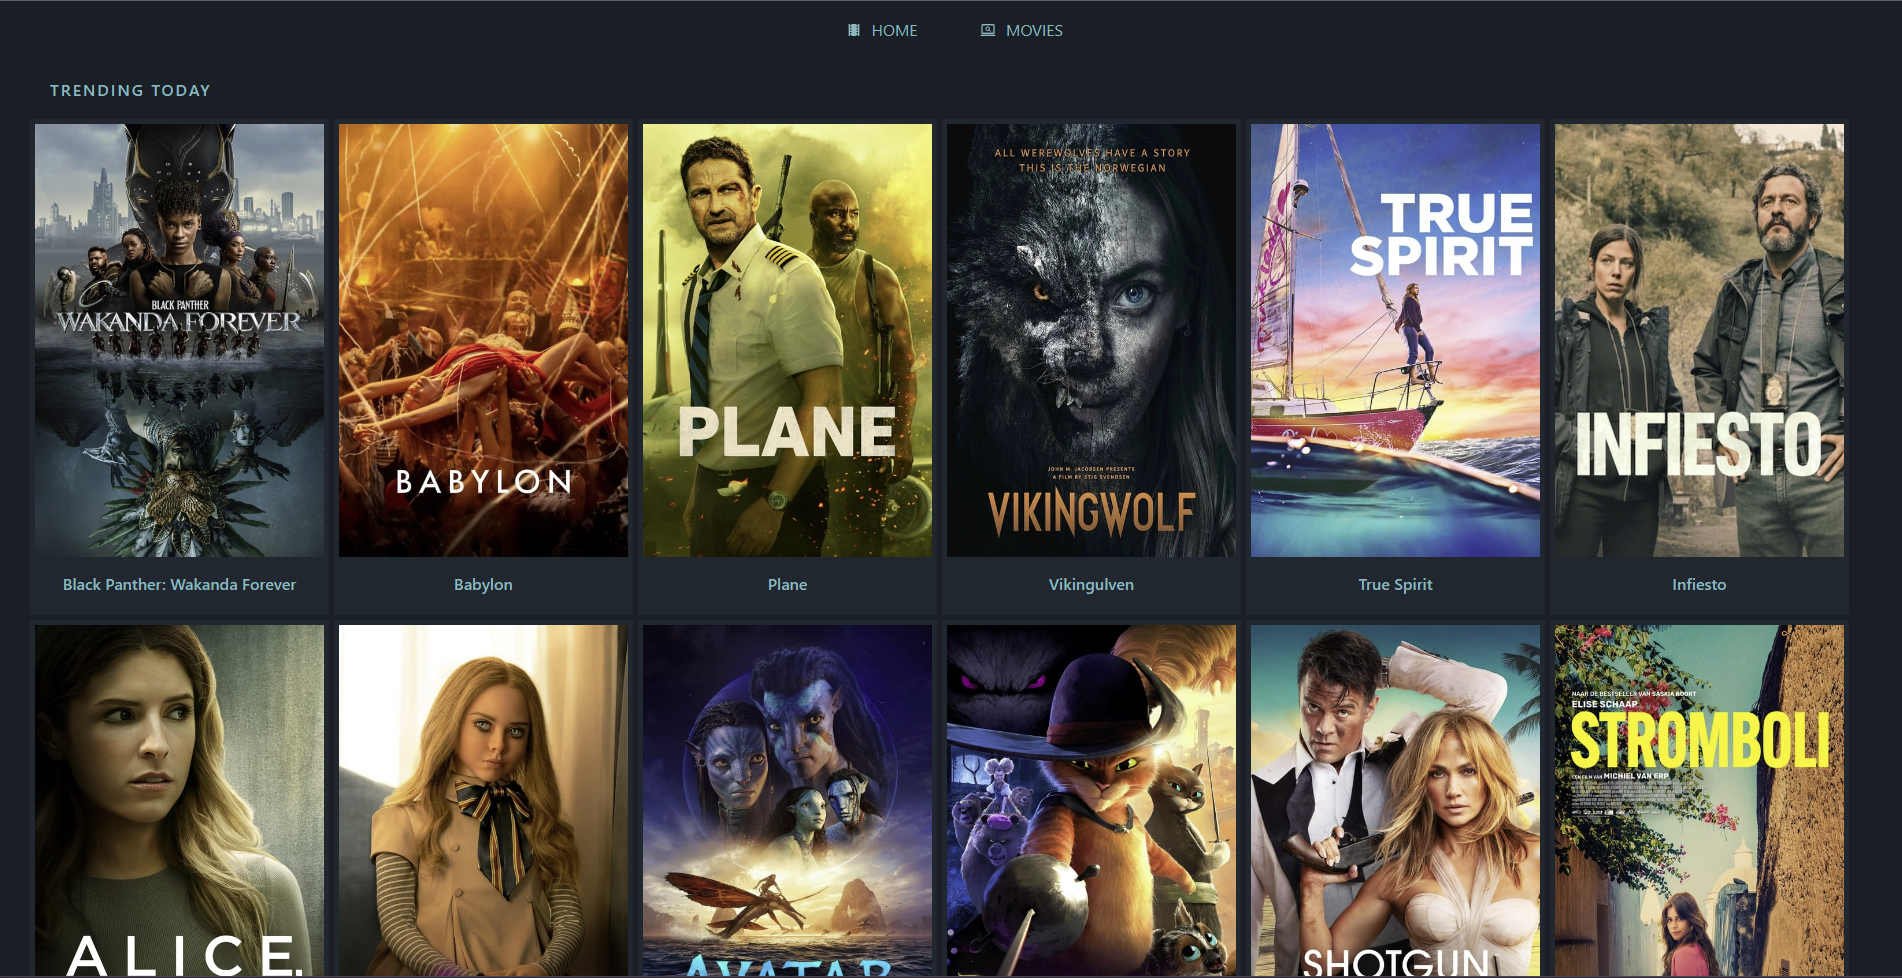 HOME
MOVIES
TRENDING TODAY
BLACK PANTHER
WAKANDA FOREVER
BABYLON
PLANE
ALL WEREWOLVES HAVE A STORY
THIS IS THE NORWEGIAN
JOHN M. JACOBSEN PRESENTS
A FILM BY STIG SVENDSEN
VIKINGWOLF
TRUE
SPIRIT
INFIESTO
Black Panther: Wakanda Forever
Babylon
Plane
Vikingulven
True Spirit
Infiesto
ALICE,
AVATAR
SHOTGUN
NAAR DE BESTSELLER VAN SASKIA NOORT
ELISE SCHAAP
STROMBOLI
EEN FILM VAN MICHIEL VAN ERP